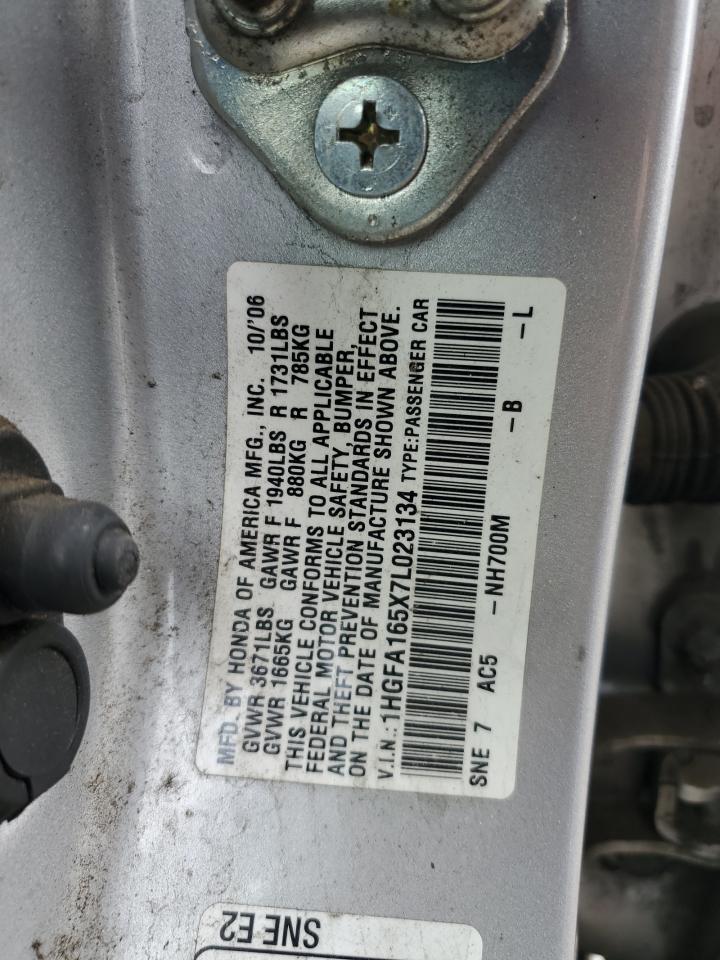 MFD. BY HONDA OF AMERICA MFG., INC. 10/'06
GVWR 3671LBS GAWR F 1940LBS R 1731LBS
GVWR 1665KG GAWR F 880KG R 785KG
THIS VEHICLE CONFORMS TO ALL APPLICABLE
FEDERAL MOTOR VEHICLE SAFETY, BUMPER,
AND THEFT PREVENTION STANDARDS IN EFFECT
ON THE DATE OF MANUFACTURE SHOWN ABOVE.
V.I.N.: 1HGFA165X7L023134 TYPE:PASSENGER CAR
SNE 7 AC5 -NH700M -B -L
SNE E2